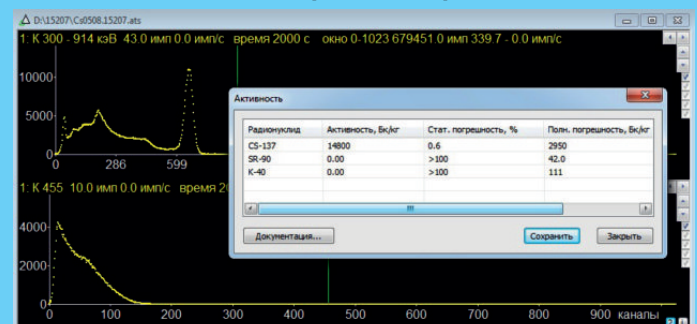 D:\15207\Cs0508.15207.ats
1: К 300 - 914 кэВ 43.0 имп 0.0 имп/с время 2000 с окно 0-1023 679451.0 имп 339.7 - 0.0 имп/с
10000
5000
0
0 286 599
Активность
Радионуклид Активность, Бк/кг Стат. погрешность, % Полн. погрешность, Бк/кг
CS-137 14800 0.6 2950
SR-90 0.00 >100 42.0
K-40 0.00 >100 111
Документация... Сохранить Закрыть
1: К 455 10.0 имп 0.0 имп/с время 2
4000
2000
0
0 100 200 300 400 500 600 700 800 900 каналы